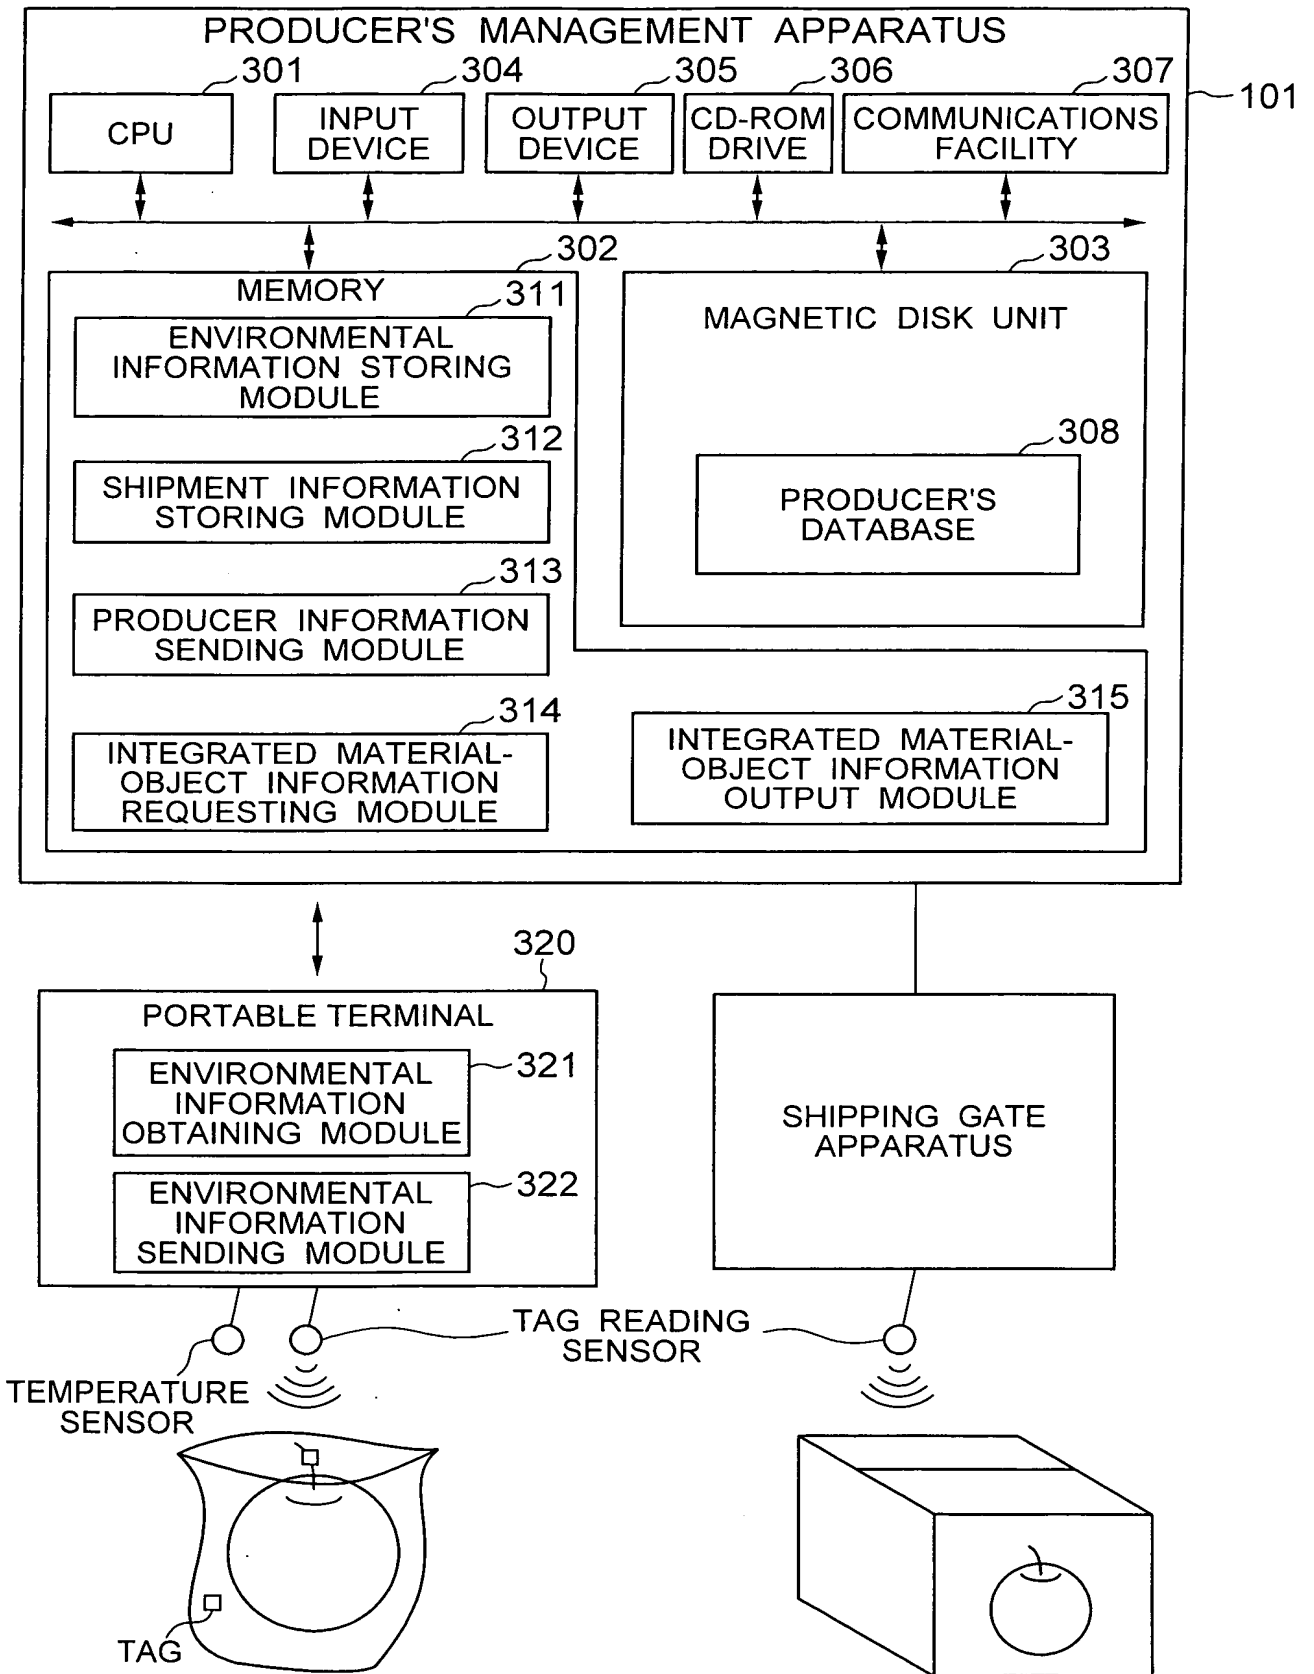 PRODUCER'S MANAGEMENT APPARATUS
301
304
305
306
307
101
CPU
INPUT
DEVICE
OUTPUT
DEVICE
CD-ROM
DRIVE
COMMUNICATIONS
FACILITY
302
303
MEMORY
311
ENVIRONMENTAL
INFORMATION STORING
MODULE
MAGNETIC DISK UNIT
312
SHIPMENT INFORMATION
STORING MODULE
308
PRODUCER'S
DATABASE
313
PRODUCER INFORMATION
SENDING MODULE
314
INTEGRATED MATERIAL-
OBJECT INFORMATION
REQUESTING MODULE
315
INTEGRATED MATERIAL-
OBJECT INFORMATION
OUTPUT MODULE
320
PORTABLE TERMINAL
321
ENVIRONMENTAL
INFORMATION
OBTAINING MODULE
322
ENVIRONMENTAL
INFORMATION
SENDING MODULE
SHIPPING GATE
APPARATUS
TAG READING
SENSOR
TEMPERATURE
SENSOR
TAG